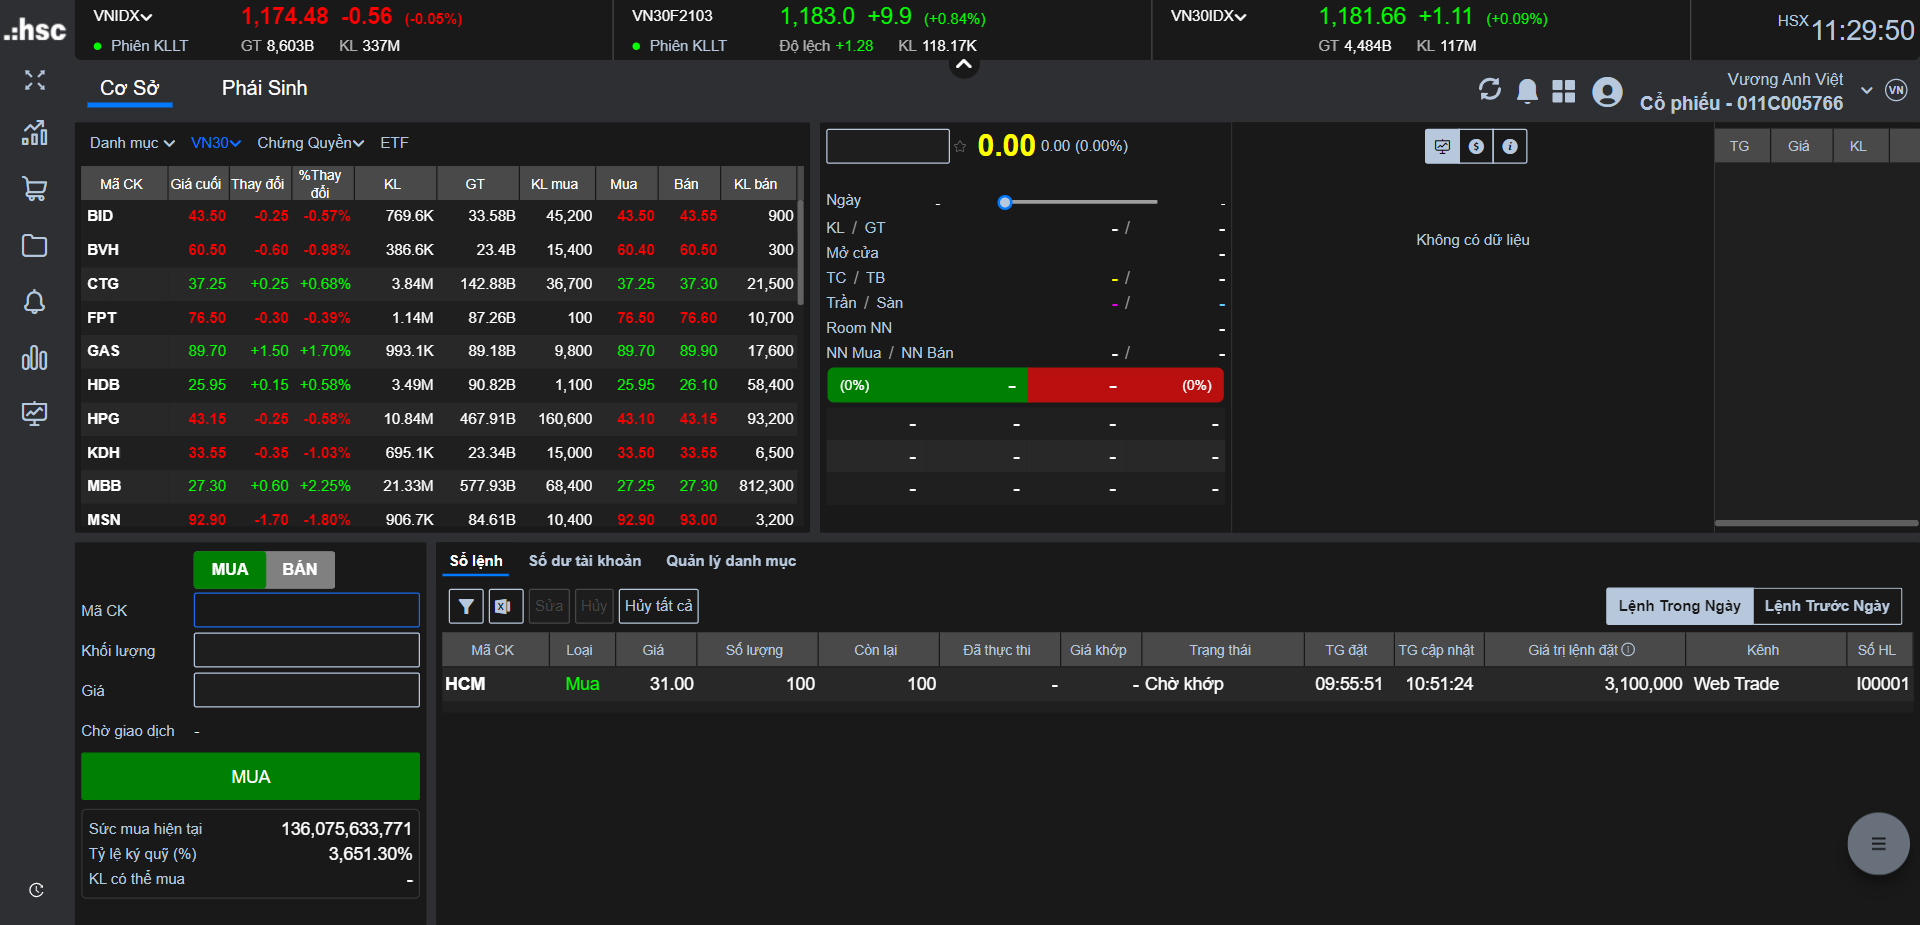 .:hsc
VNIDX 1,174.48 -0.56 (-0.05%)
Phiên KLLT GT 8,603B KL 337M
VN30F2103 1,183.0 +9.9 (+0.84%)
Phiên KLLT Độ lệch +1.28 KL 118.17K
VN30IDX 1,181.66 +1.11 (+0.09%)
GT 4,484B KL 117M
HSX 11:29:50
Cơ Sở Phái Sinh
Vương Anh Việt
Cổ phiếu - 011C005766
VN
Danh mục VN30 Chứng Quyền ETF
Mã CK Giá cuối Thay đổi %Thay đổi KL GT KL mua Mua Bán KL bán
BID 43.50 -0.25 -0.57% 769.6K 33.58B 45,200 43.50 43.55 900
BVH 60.50 -0.60 -0.98% 386.6K 23.4B 15,400 60.40 60.50 300
CTG 37.25 +0.25 +0.68% 3.84M 142.88B 36,700 37.25 37.30 21,500
FPT 76.50 -0.30 -0.39% 1.14M 87.26B 100 76.50 76.60 10,700
GAS 89.70 +1.50 +1.70% 993.1K 89.18B 9,800 89.70 89.90 17,600
HDB 25.95 +0.15 +0.58% 3.49M 90.82B 1,100 25.95 26.10 58,400
HPG 43.15 -0.25 -0.58% 10.84M 467.91B 160,600 43.10 43.15 93,200
KDH 33.55 -0.35 -1.03% 695.1K 23.34B 15,000 33.50 33.55 6,500
MBB 27.30 +0.60 +2.25% 21.33M 577.93B 68,400 27.25 27.30 812,300
MSN 92.90 -1.70 -1.80% 906.7K 84.61B 10,400 92.90 93.00 3,200
0.00 0.00 (0.00%)
Ngày - -
KL / GT - / -
Mở cửa -
TC / TB - / -
Trần / Sàn - / -
Room NN -
NN Mua / NN Bán - / -
(0%) - - (0%)
- - - -
- - - -
- - - -
Không có dữ liệu
TG Giá KL
MUA BÁN
Mã CK
Khối lượng
Giá
Chờ giao dịch -
MUA
Sức mua hiện tại 136,075,633,771
Tỷ lệ ký quỹ (%) 3,651.30%
KL có thể mua -
Sổ lệnh Số dư tài khoản Quản lý danh mục
Sửa Hủy Hủy tất cả
Lệnh Trong Ngày Lệnh Trước Ngày
Mã CK Loại Giá Số lượng Còn lại Đã thực thi Giá khớp Trạng thái TG đặt TG cập nhật Giá trị lệnh đặt Kênh Số HL
HCM Mua 31.00 100 100 - - Chờ khớp 09:55:51 10:51:24 3,100,000 Web Trade I00001